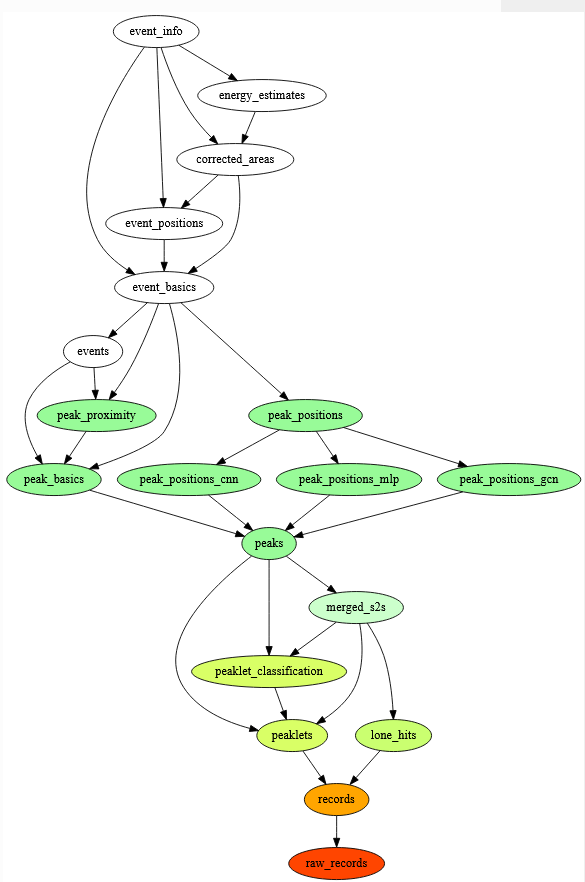 event_info
energy_estimates
corrected_areas
event_positions
event_basics
events
peak_proximity
peak_positions
peak_basics
peak_positions_cnn
peak_positions_mlp
peak_positions_gcn
peaks
merged_s2s
peaklet_classification
peaklets
lone_hits
records
raw_records